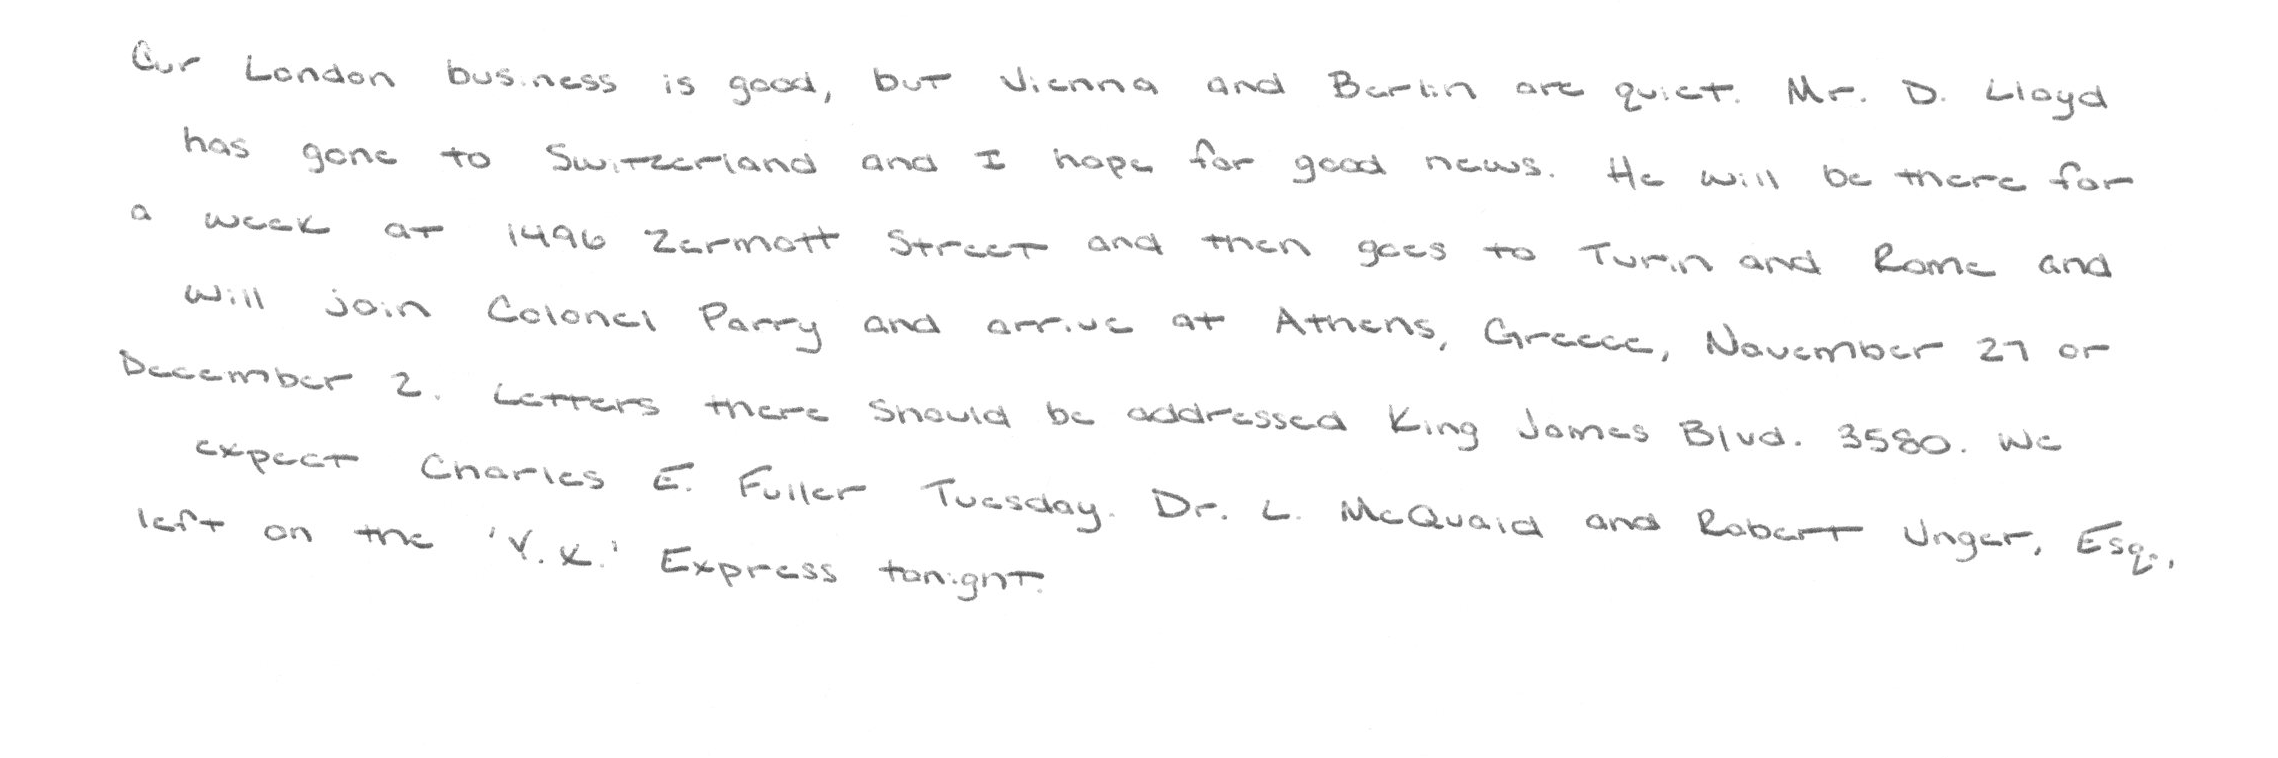 Our London business is good, but Vienna and Berlin are quiet. Mr. D. Lloyd
has gone to Switzerland and I hope for good news. He will be there for
a week at 1496 Zermott Street and then goes to Turin and Rome and
will join Colonel Parry and arrive at Athens, Greece, November 27 or
December 2. Letters there should be addressed King James Blvd. 3580. We
expect Charles E. Fuller Tuesday. Dr. L. McQuaid and Robert Unger, Esq.,
left on the 'Y.X.' Express tonight.